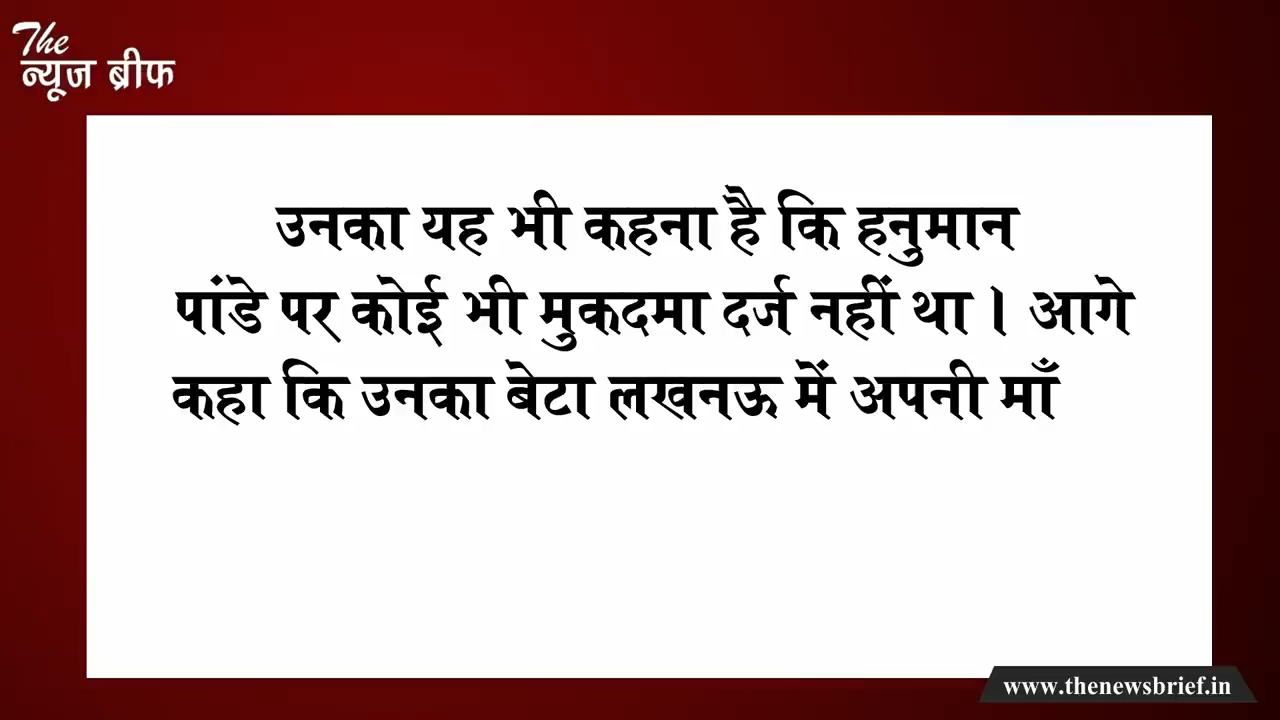 The
न्यूज ब्रीफ
उनका यह भी कहना है कि हनुमान
पांडे पर कोई भी मुकदमा दर्ज नहीं था । आगे
कहा कि उनका बेटा लखनऊ में अपनी माँ
www.thenewsbrief.in